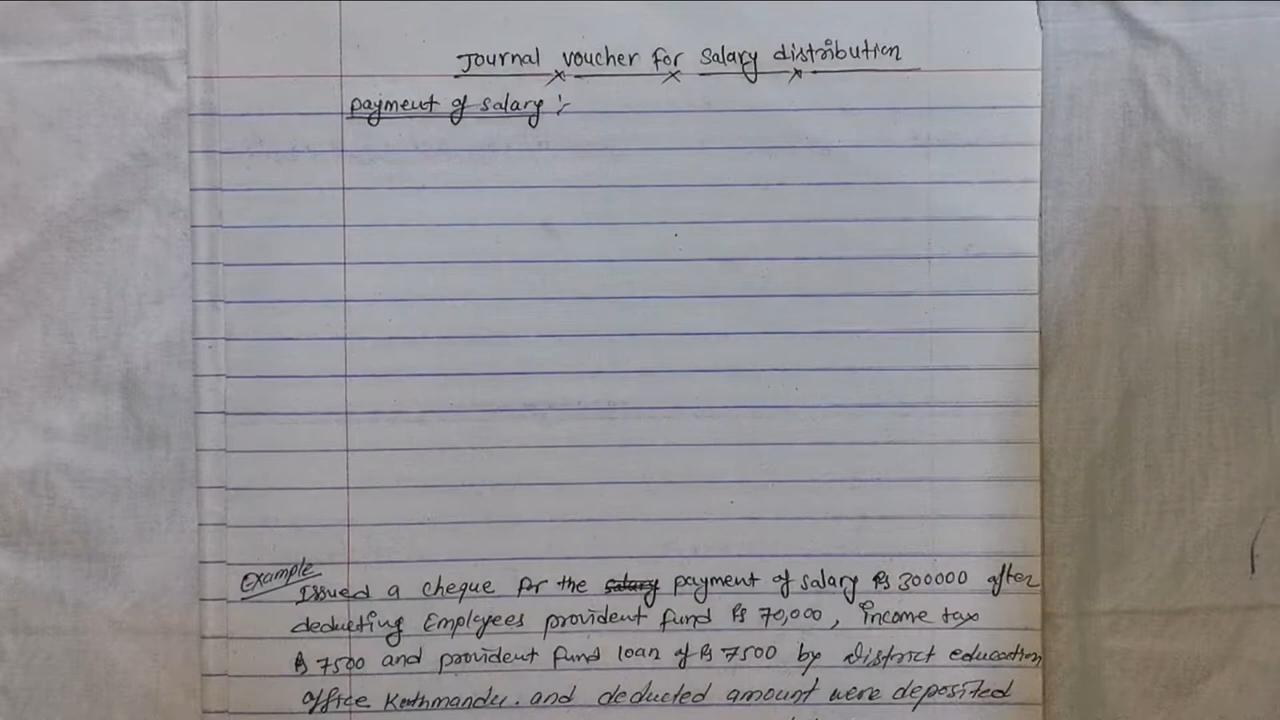 Journal voucher for salary distribution
payment of salary :-
Example
Issued a cheque for the salary payment of salary Rs 300000 after
deducting Employees provident fund Rs 70,000, income tax
Rs 7500 and provident fund loan of Rs 7500 by District education
office Kathmandu. and deducted amount were deposited